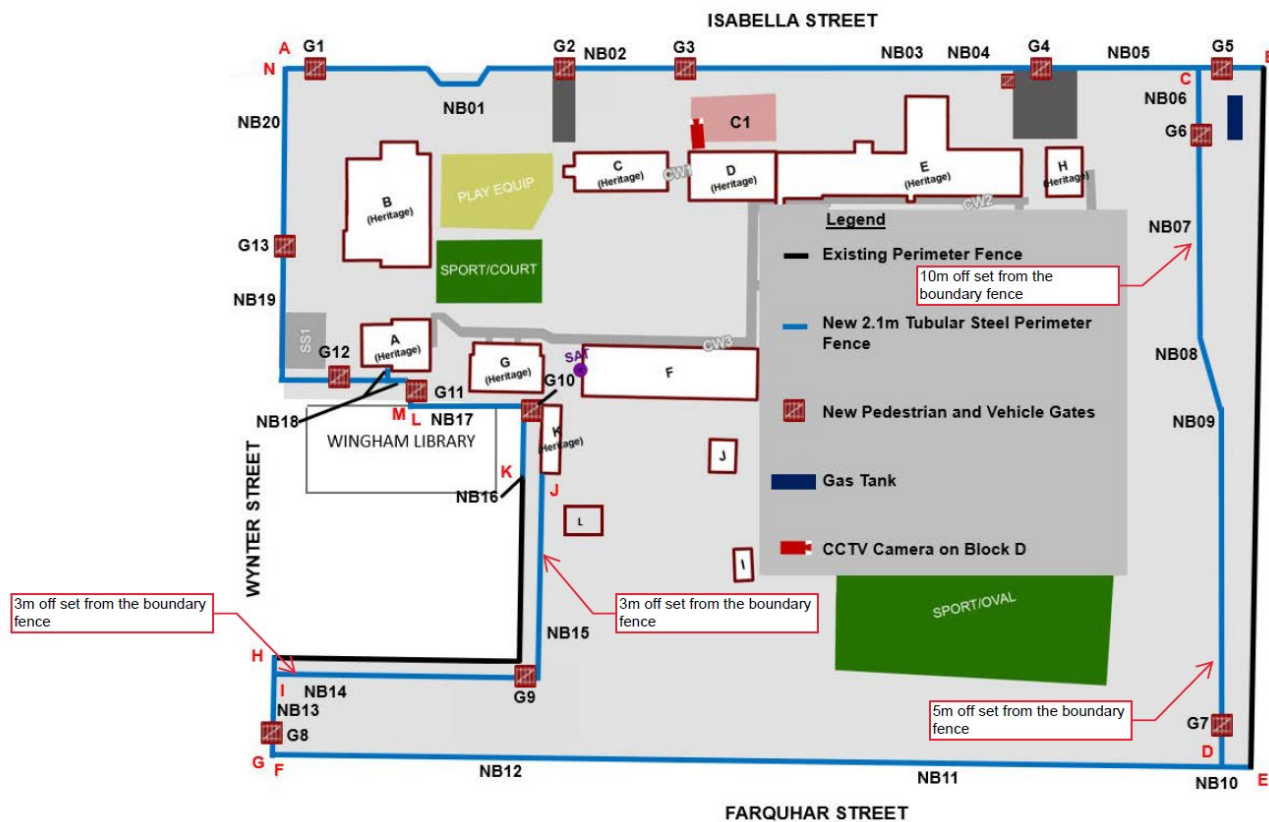 ISABELLA STREET
A
G1
G2
NB02
G3
NB03
NB04
G4
NB05
G5
N
C
NB01
NB20
NB06
G6
C1
C
(Heritage)
CW1
D
(Heritage)
E
(Heritage)
H
(Heritage)
PLAY EQUIP
B
(Heritage)
CW2
Legend
NB07
G13
SPORT/COURT
Existing Perimeter Fence
10m off set from the
boundary fence
NB19
SS1
A
(Heritage)
New 2.1m Tubular Steel Perimeter
Fence
CW3
NB08
SAT
G12
G
(Heritage)
F
G10
G11
M
L
NB17
NB18
New Pedestrian and Vehicle Gates
NB09
WINGHAM LIBRARY
K
(Heritage)
J
K
J
NB16
Gas Tank
L
CCTV Camera on Block D
I
WYNTER STREET
3m off set from the boundary
fence
3m off set from the boundary
fence
SPORT/OVAL
NB15
H
I
NB14
G9
NB13
5m off set from the boundary
fence
G8
G7
G
F
D
NB12
NB11
NB10
E
FARQUHAR STREET